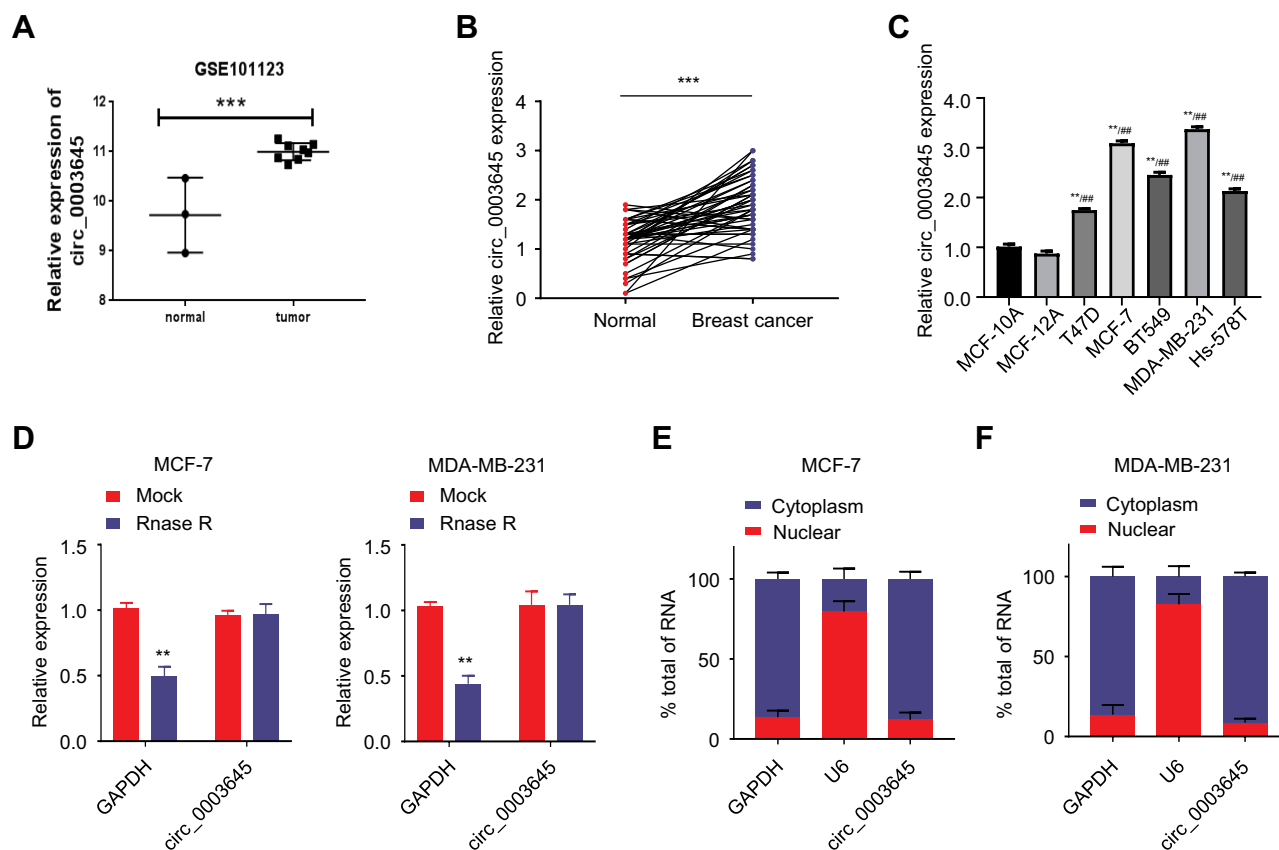 A
GSE101123
***
Relative expression of
circ_0003645
12
11
10
9
8
normal
tumor
B
***
Relative circ_0003645 expression
4
3
2
1
0
Normal
Breast cancer
C
Relative circ_0003645 expression
4.0
3.0
2.0
1.0
0.0
**/##
**/##
**/##
**/##
**/##
MCF-10A
MCF-12A
T47D
MCF-7
BT549
MDA-MB-231
Hs-578T
D
MCF-7
Mock
Rnase R
Relative expression
1.5
1.0
0.5
0.0
**
GAPDH
circ_0003645
MDA-MB-231
Mock
Rnase R
Relative expression
1.5
1.0
0.5
0.0
**
GAPDH
circ_0003645
E
MCF-7
Cytoplasm
Nuclear
% total of RNA
100
50
0
GAPDH
U6
circ_0003645
F
MDA-MB-231
Cytoplasm
Nuclear
% total of RNA
100
50
0
GAPDH
U6
circ_0003645